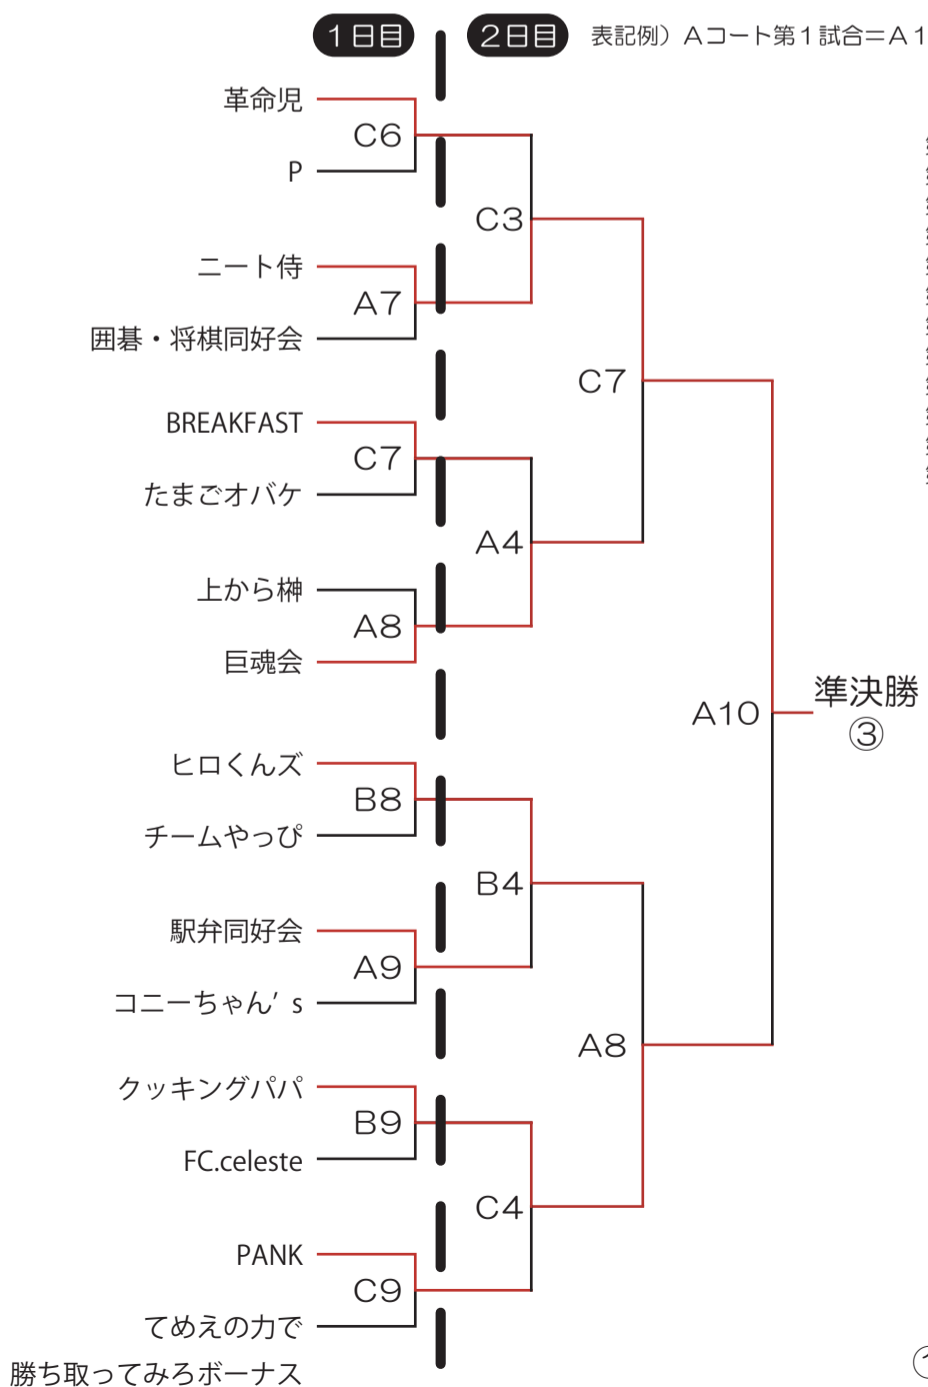 1日目
2日目
表記例）Aコート第1試合＝A1
革命児
C6
P
C3
ニート侍
A7
囲碁・将棋同好会
C7
BREAKFAST
C7
たまごオバケ
A4
上から榊
A8
巨魂会
A10
準決勝
③
ヒロくんズ
B8
チームやっぴ
B4
駅弁同好会
A9
コニーちゃん’s
A8
クッキングパパ
B9
FC.celeste
C4
PANK
C9
てめえの力で
勝ち取ってみろボーナス